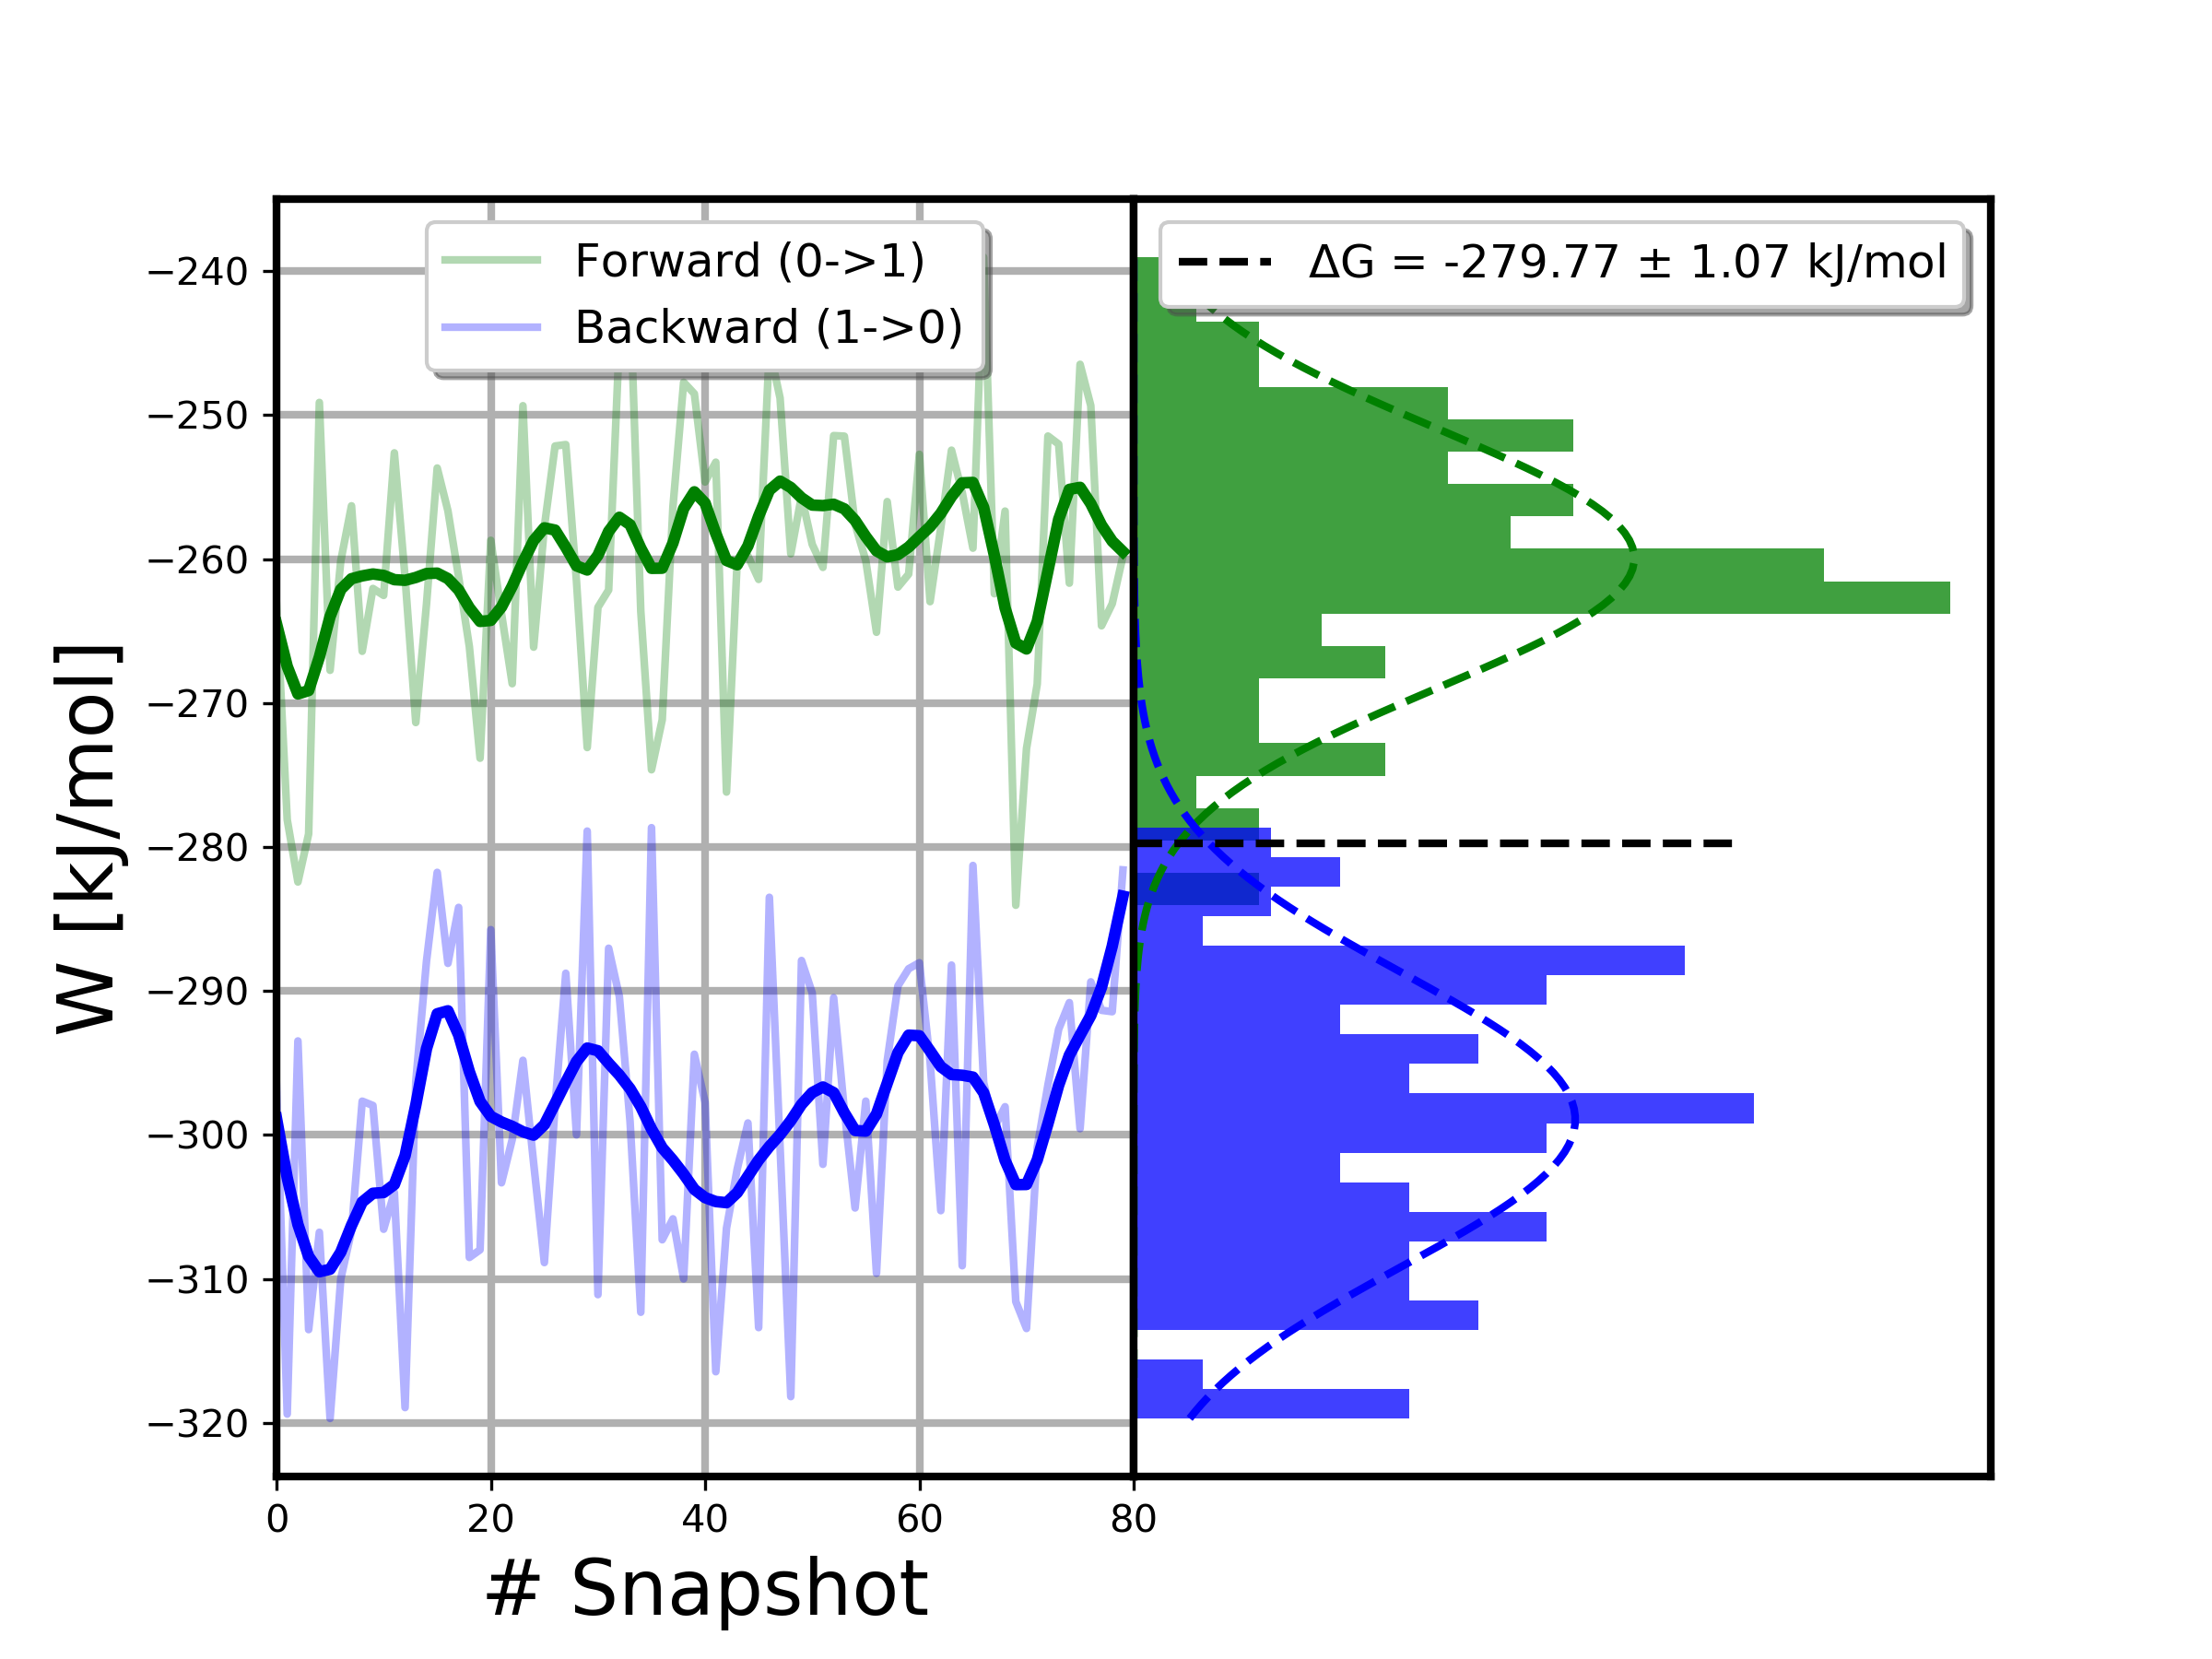 Forward (0->1)
Backward (1->0)
ΔG = -279.77 ± 1.07 kJ/mol
W [kJ/mol]
−240
−250
−260
−270
−280
−290
−300
−310
−320
0 20 40 60 80
# Snapshot